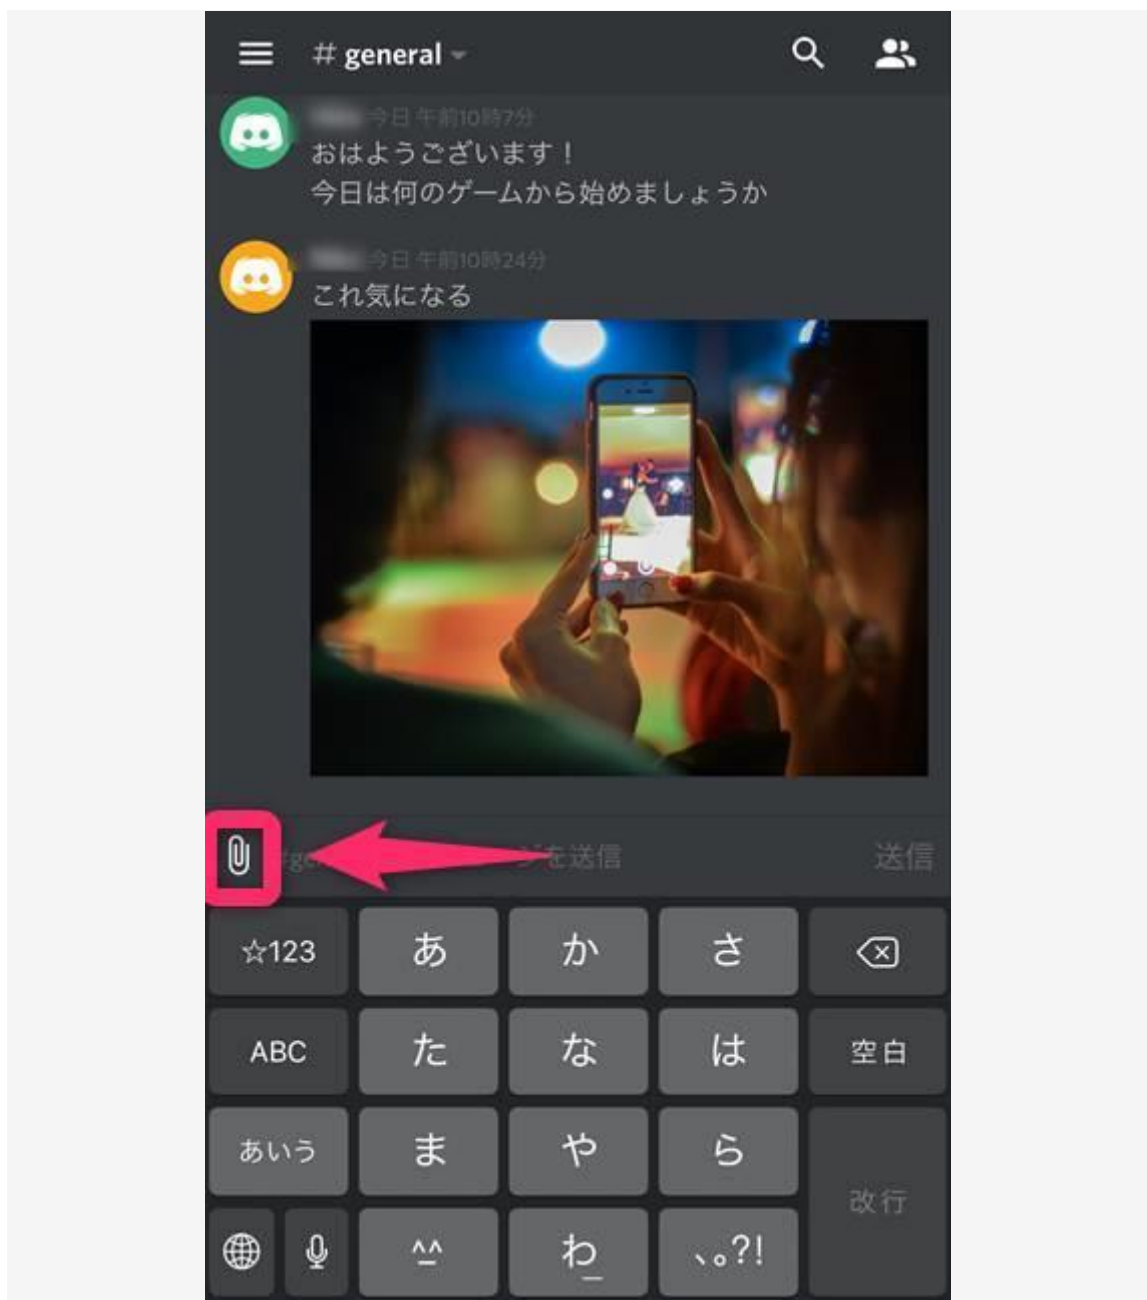 # general
今日 午前10時7分
おはようございます！
今日は何のゲームから始めましょうか
今日 午前10時24分
これ気になる
#ge ジを送信 送信
☆123 あ か さ
ABC た な は 空白
あいう ま や ら
改行
^^ わ 、。?!